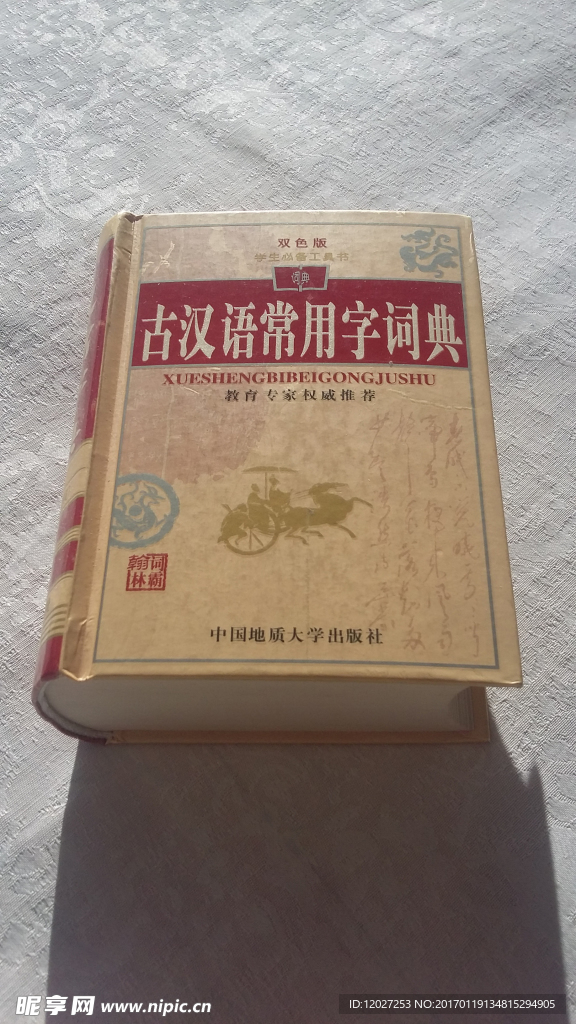 双色版
学生必备工具书
词典
古汉语常用字词典
XUESHENGBIBEIGONGJUSHU
教育专家权威推荐
翰词
林霸
中国地质大学出版社
昵享网 www.nipic.cn
ID:12027253 NO:20170119134815294905